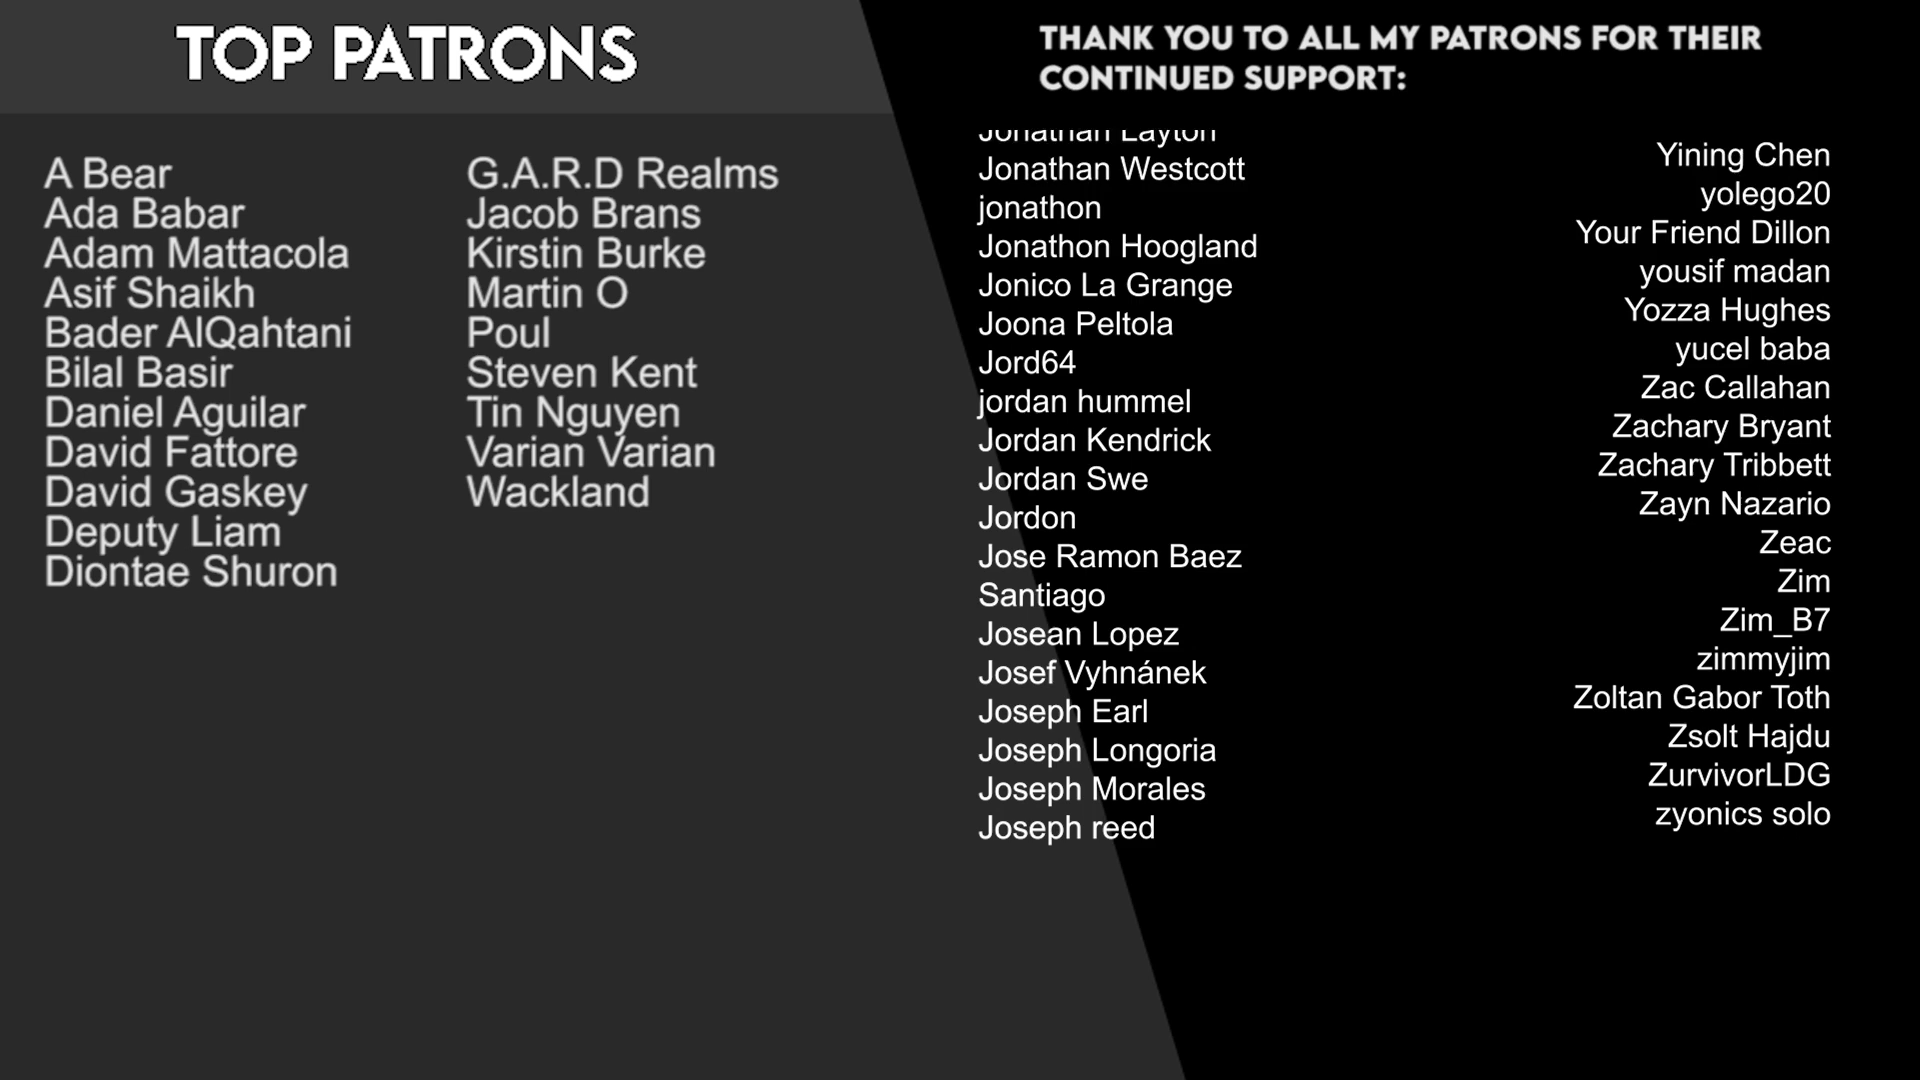 TOP PATRONS
A Bear
Ada Babar
Adam Mattacola
Asif Shaikh
Bader AlQahtani
Bilal Basir
Daniel Aguilar
David Fattore
David Gaskey
Deputy Liam
Diontae Shuron
G.A.R.D Realms
Jacob Brans
Kirstin Burke
Martin O
Poul
Steven Kent
Tin Nguyen
Varian Varian
Wackland
THANK YOU TO ALL MY PATRONS FOR THEIR
CONTINUED SUPPORT:
Jonathan Layton
Jonathan Westcott
jonathon
Jonathon Hoogland
Jonico La Grange
Joona Peltola
Jord64
jordan hummel
Jordan Kendrick
Jordan Swe
Jordon
Jose Ramon Baez
Santiago
Josean Lopez
Josef Vyhnánek
Joseph Earl
Joseph Longoria
Joseph Morales
Joseph reed
Yining Chen
yolego20
Your Friend Dillon
yousif madan
Yozza Hughes
yucel baba
Zac Callahan
Zachary Bryant
Zachary Tribbett
Zayn Nazario
Zeac
Zim
Zim_B7
zimmyjim
Zoltan Gabor Toth
Zsolt Hajdu
ZurvivorLDG
zyonics solo